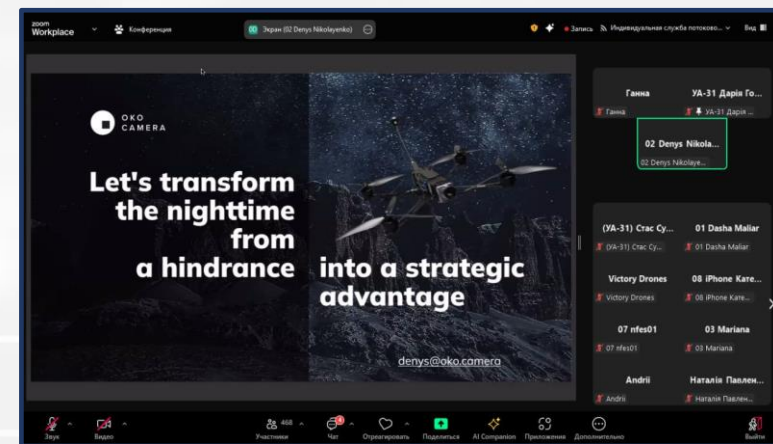 zoom
Workplace
Конференция
Экран (02 Denys Nikolayenko)
Запись
Индивидуальная служба потоково...
Вид
OKO
CAMERA
Let's transform
the nighttime
from
a hindrance
into a strategic
advantage
denys@oko.camera
Ганна
Ганна
УА-31 Дарія Го...
УА-31 Дарія ...
02 Denys Nikola...
02 Denys Nikolaye...
(УА-31) Стас Су...
(УА-31) Стас Су...
01 Dasha Maliar
01 Dasha Maliar
Victory Drones
Victory Drones
08 iPhone Кате...
08 iPhone Кате...
07 nfes01
07 nfes01
03 Mariana
03 Mariana
Andrii
Andrii
Наталія Павлен...
Наталія Павлен...
Звук
Видео
468
Участники
4
Чат
Отреагировать
Поделиться
AI Companion
Приложения
Дополнительно
Выйти